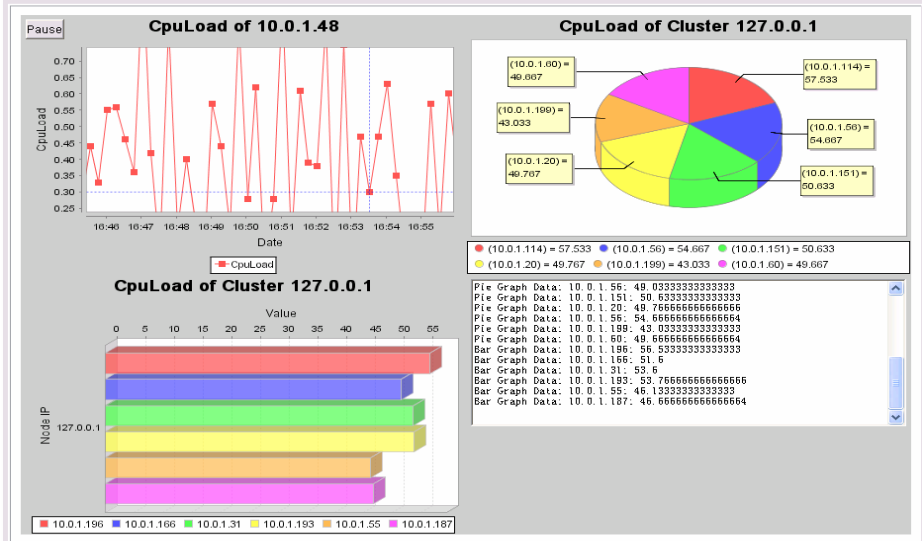 Pause
CpuLoad of 10.0.1.48
0.70
0.65
0.60
0.55
0.50
0.45
0.40
0.35
0.30
0.25
CpuLoad
16:46 16:47 16:48 16:49 16:50 16:51 16:52 16:53 16:54 16:55
Date
CpuLoad
CpuLoad of Cluster 127.0.0.1
(10.0.1.60) =
49.667
(10.0.1.114) =
57.533
(10.0.1.199) =
43.033
(10.0.1.56) =
54.667
(10.0.1.20) =
49.767
(10.0.1.151) =
50.633
(10.0.1.114) = 57.533 (10.0.1.56) = 54.667 (10.0.1.151) = 50.633
(10.0.1.20) = 49.767 (10.0.1.199) = 43.033 (10.0.1.60) = 49.667
CpuLoad of Cluster 127.0.0.1
Value
0 5 10 15 20 25 30 35 40 45 50 55
Node IP
127.0.0.1
10.0.1.196 10.0.1.166 10.0.1.31 10.0.1.193 10.0.1.55 10.0.1.187
Pie Graph Data: 10.0.1.56; 49.03333333333333
Pie Graph Data: 10.0.1.151; 50.63333333333333
Pie Graph Data: 10.0.1.20; 49.766666666666666
Pie Graph Data: 10.0.1.56; 54.666666666666664
Pie Graph Data: 10.0.1.199; 43.03333333333333
Pie Graph Data: 10.0.1.60; 49.666666666666664
Bar Graph Data: 10.0.1.196; 56.53333333333333
Bar Graph Data: 10.0.1.166; 51.6
Bar Graph Data: 10.0.1.31; 53.6
Bar Graph Data: 10.0.1.193; 53.766666666666666
Bar Graph Data: 10.0.1.55; 46.13333333333333
Bar Graph Data: 10.0.1.187; 46.666666666666664